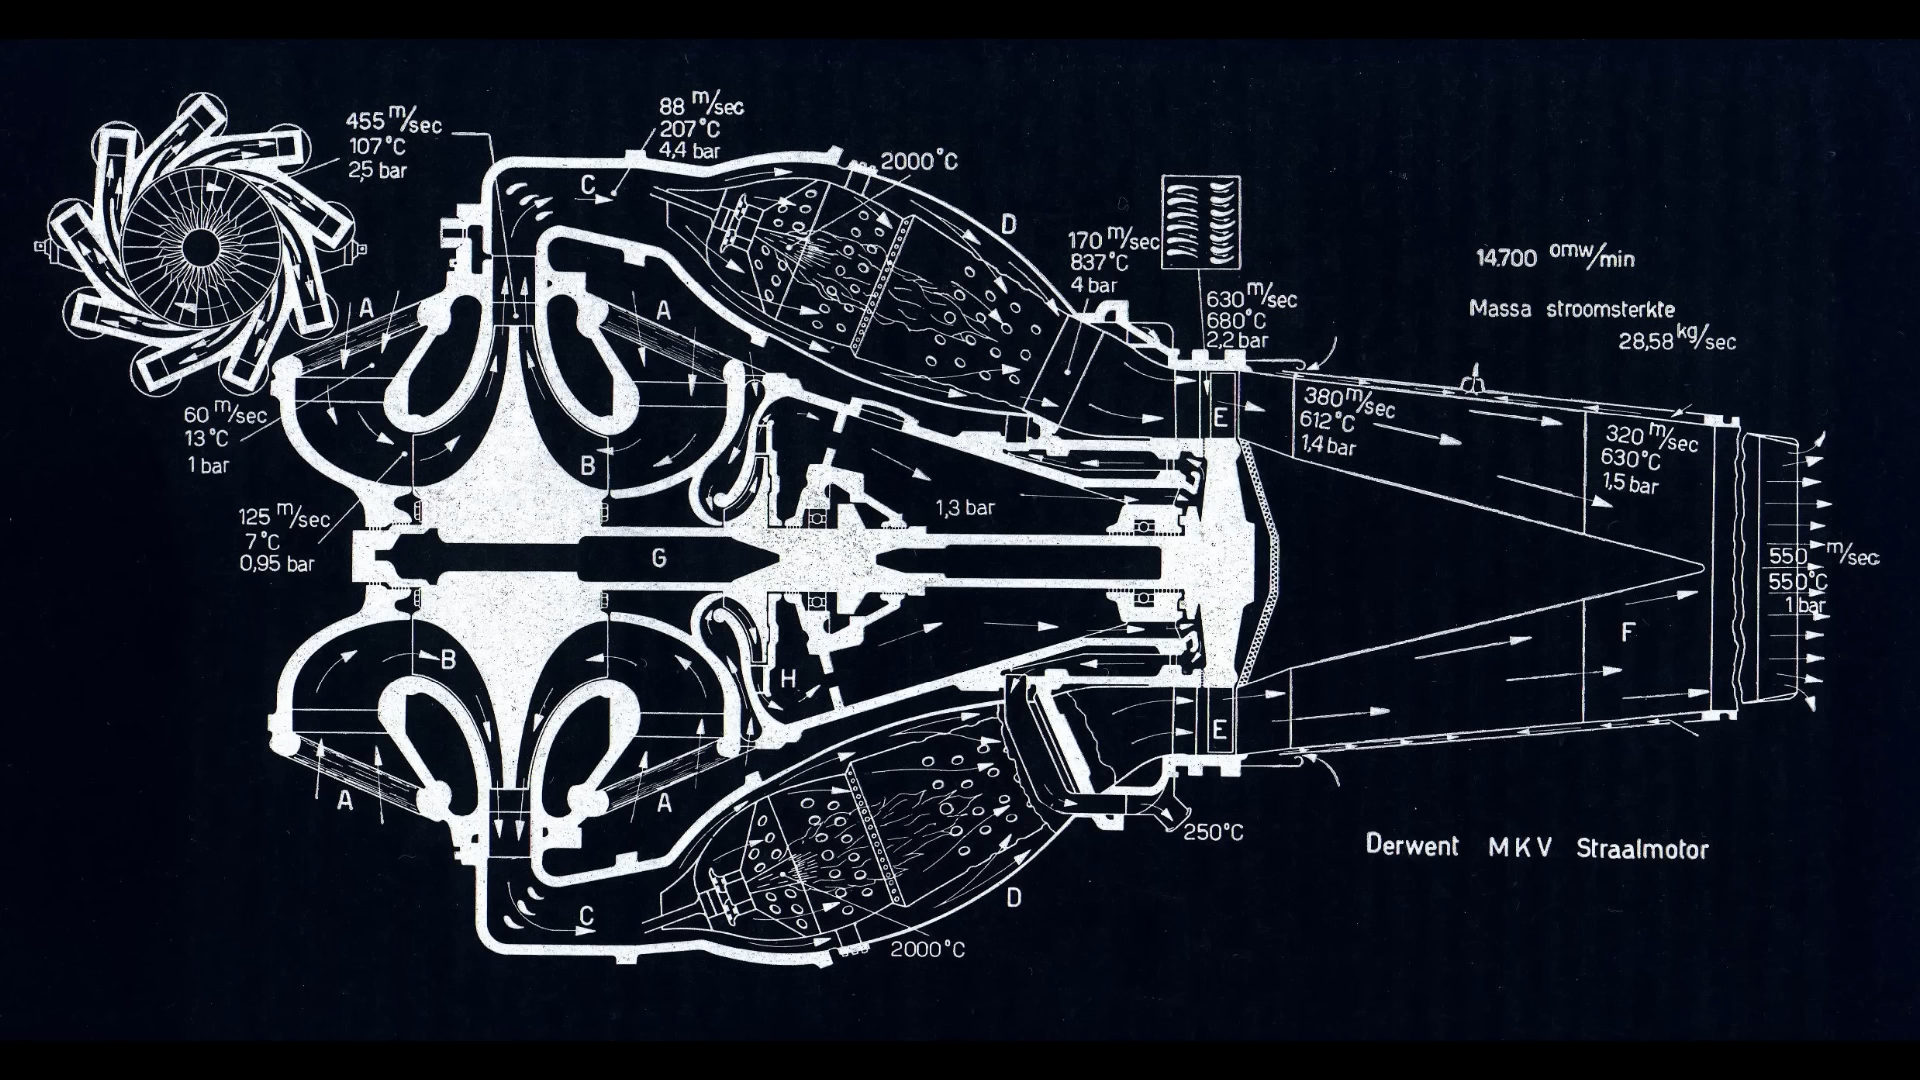 455 m/sec
107°C
2,5 bar
88 m/sec
207°C
4,4 bar
2000°C
C
D
170 m/sec
837°C
4 bar
630 m/sec
680°C
2,2 bar
14.700 omw/min
Massa stroomsterkte
28,58 kg/sec
A
A
60 m/sec
13°C
1 bar
B
E
380 m/sec
612°C
1,4 bar
320 m/sec
630°C
1,5 bar
125 m/sec
7°C
0,95 bar
1,3 bar
G
550 m/sec
550°C
1 bar
B
H
F
E
A
A
250°C
Derwent MKV Straalmotor
C
D
2000°C